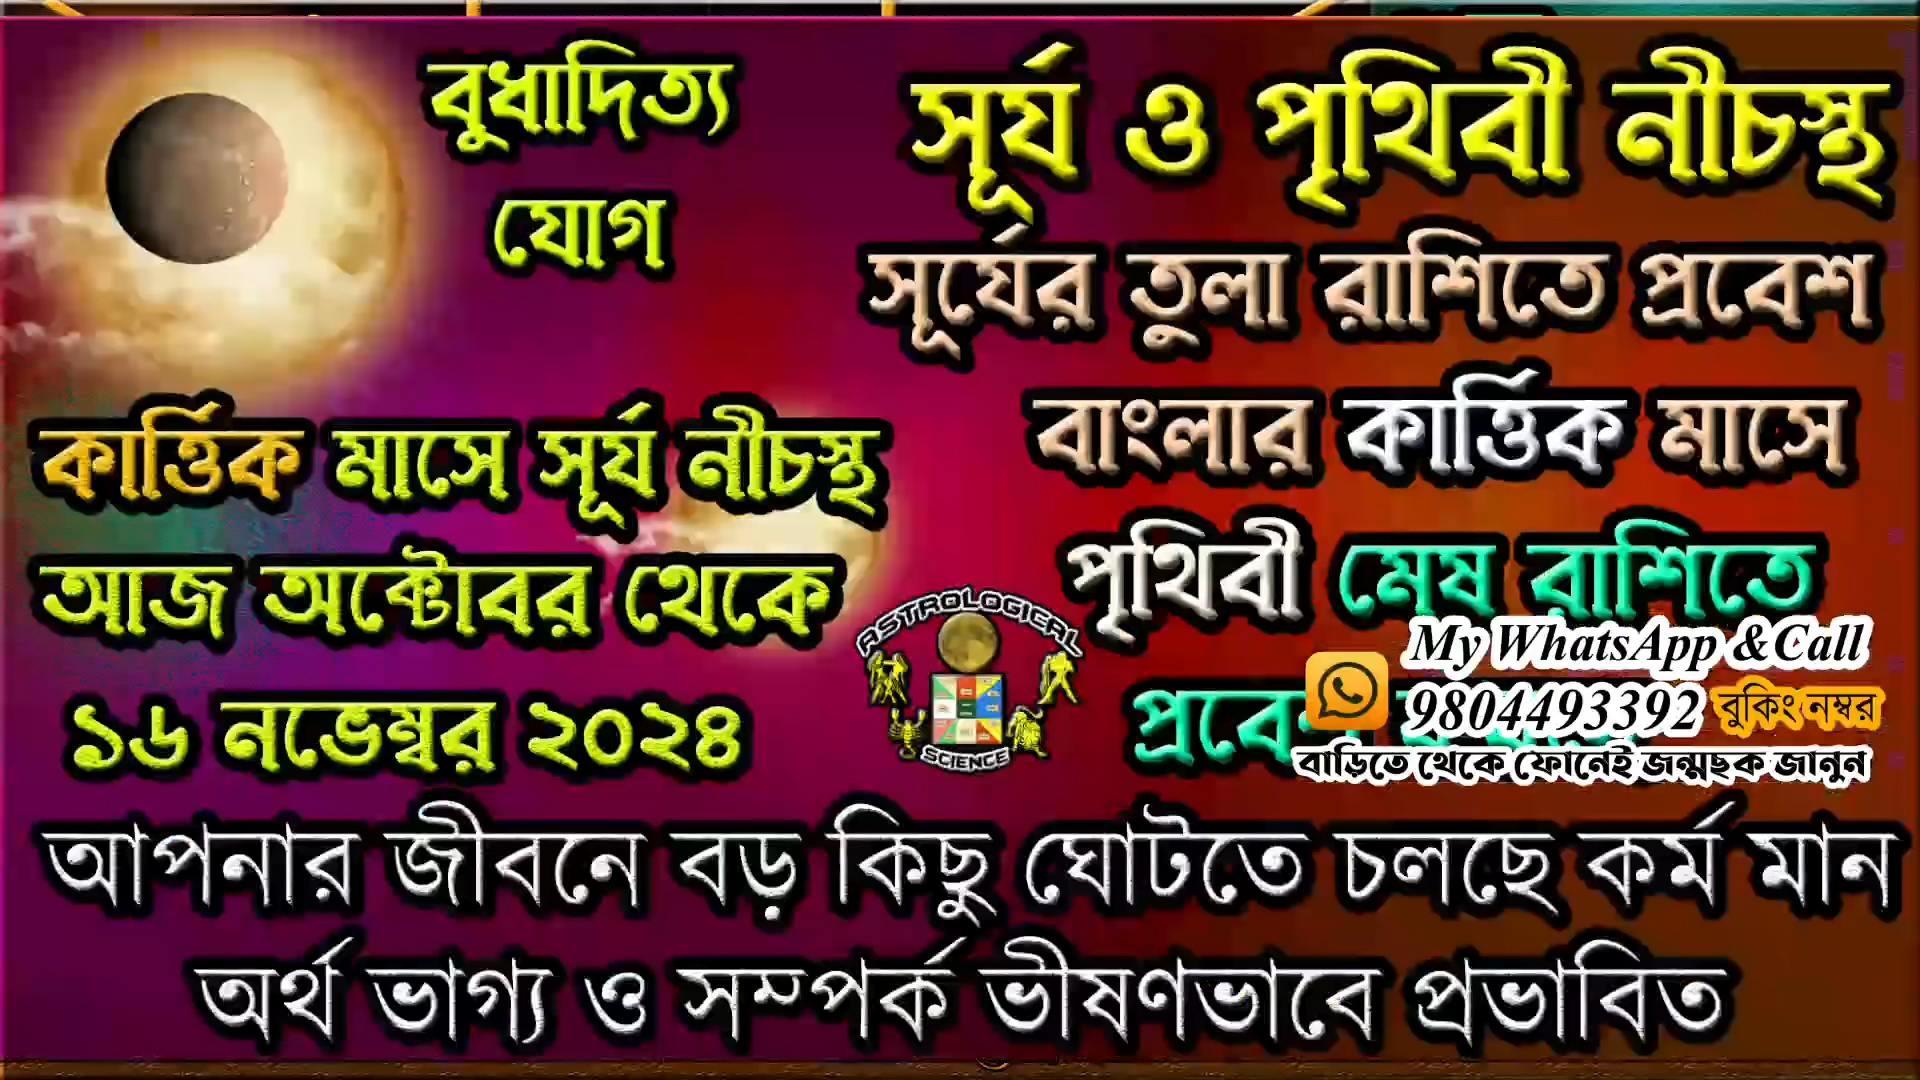 বুধাদিত্য
যোগ
সূর্য ও পৃথিবী নীচস্থ
সূর্যের তুলা রাশিতে প্রবেশ
বাংলার কার্ত্তিক মাসে
পৃথিবী মেষ রাশিতে
কার্ত্তিক মাসে সূর্য নীচস্থ
আজ অক্টোবর থেকে
১৬ নভেম্বর ২০২৪
ASTROLOGICAL
SCIENCE
My WhatsApp &Call
9804493392 বুকিং নম্বর
বাড়িতে থেকে ফোনেই জন্মছক জানুন
আপনার জীবনে বড় কিছু ঘোটতে চলছে কর্ম মান
অর্থ ভাগ্য ও সম্পর্ক ভীষণভাবে প্রভাবিত